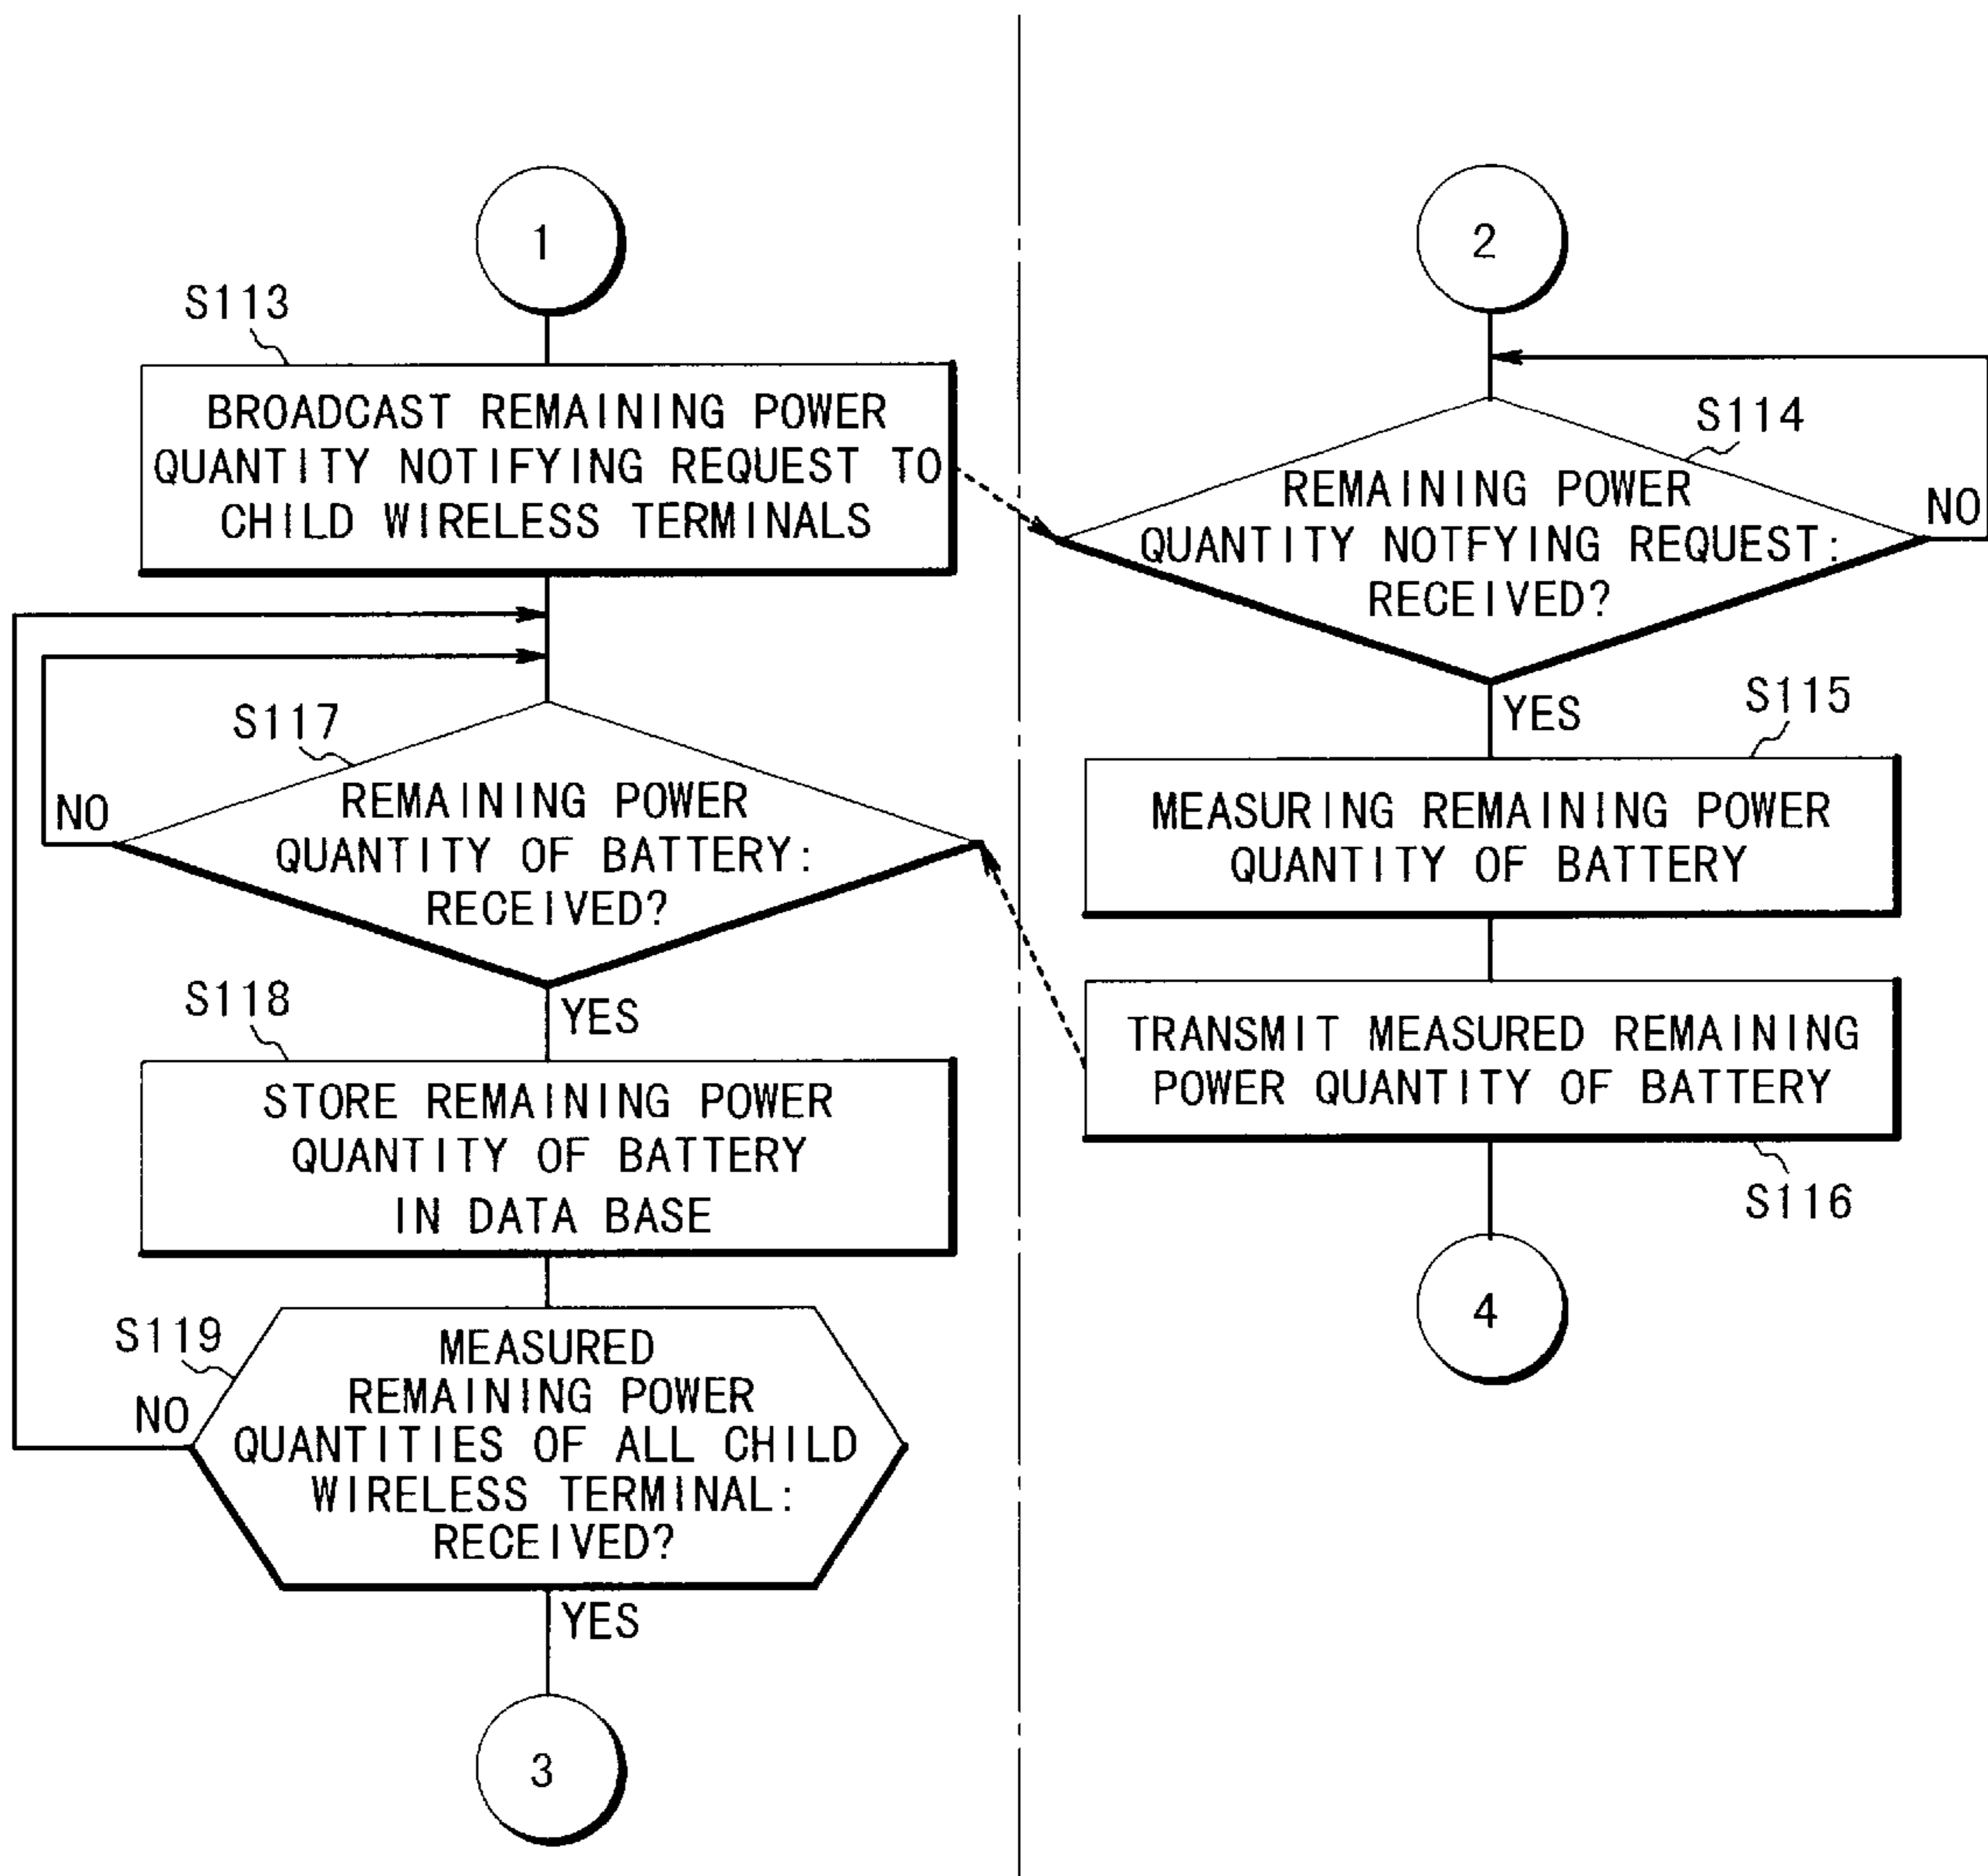 1
S113
BROADCAST REMAINING POWER
QUANTITY NOTIFYING REQUEST TO
CHILD WIRELESS TERMINALS
S117
REMAINING POWER
QUANTITY OF BATTERY:
RECEIVED?
NO
YES
S118
STORE REMAINING POWER
QUANTITY OF BATTERY
IN DATA BASE
S119
MEASURED
REMAINING POWER
QUANTITIES OF ALL CHILD
WIRELESS TERMINAL:
RECEIVED?
NO
YES
3
2
S114
REMAINING POWER
QUANTITY NOTFYING REQUEST:
RECEIVED?
NO
YES
S115
MEASURING REMAINING POWER
QUANTITY OF BATTERY
TRANSMIT MEASURED REMAINING
POWER QUANTITY OF BATTERY
S116
4